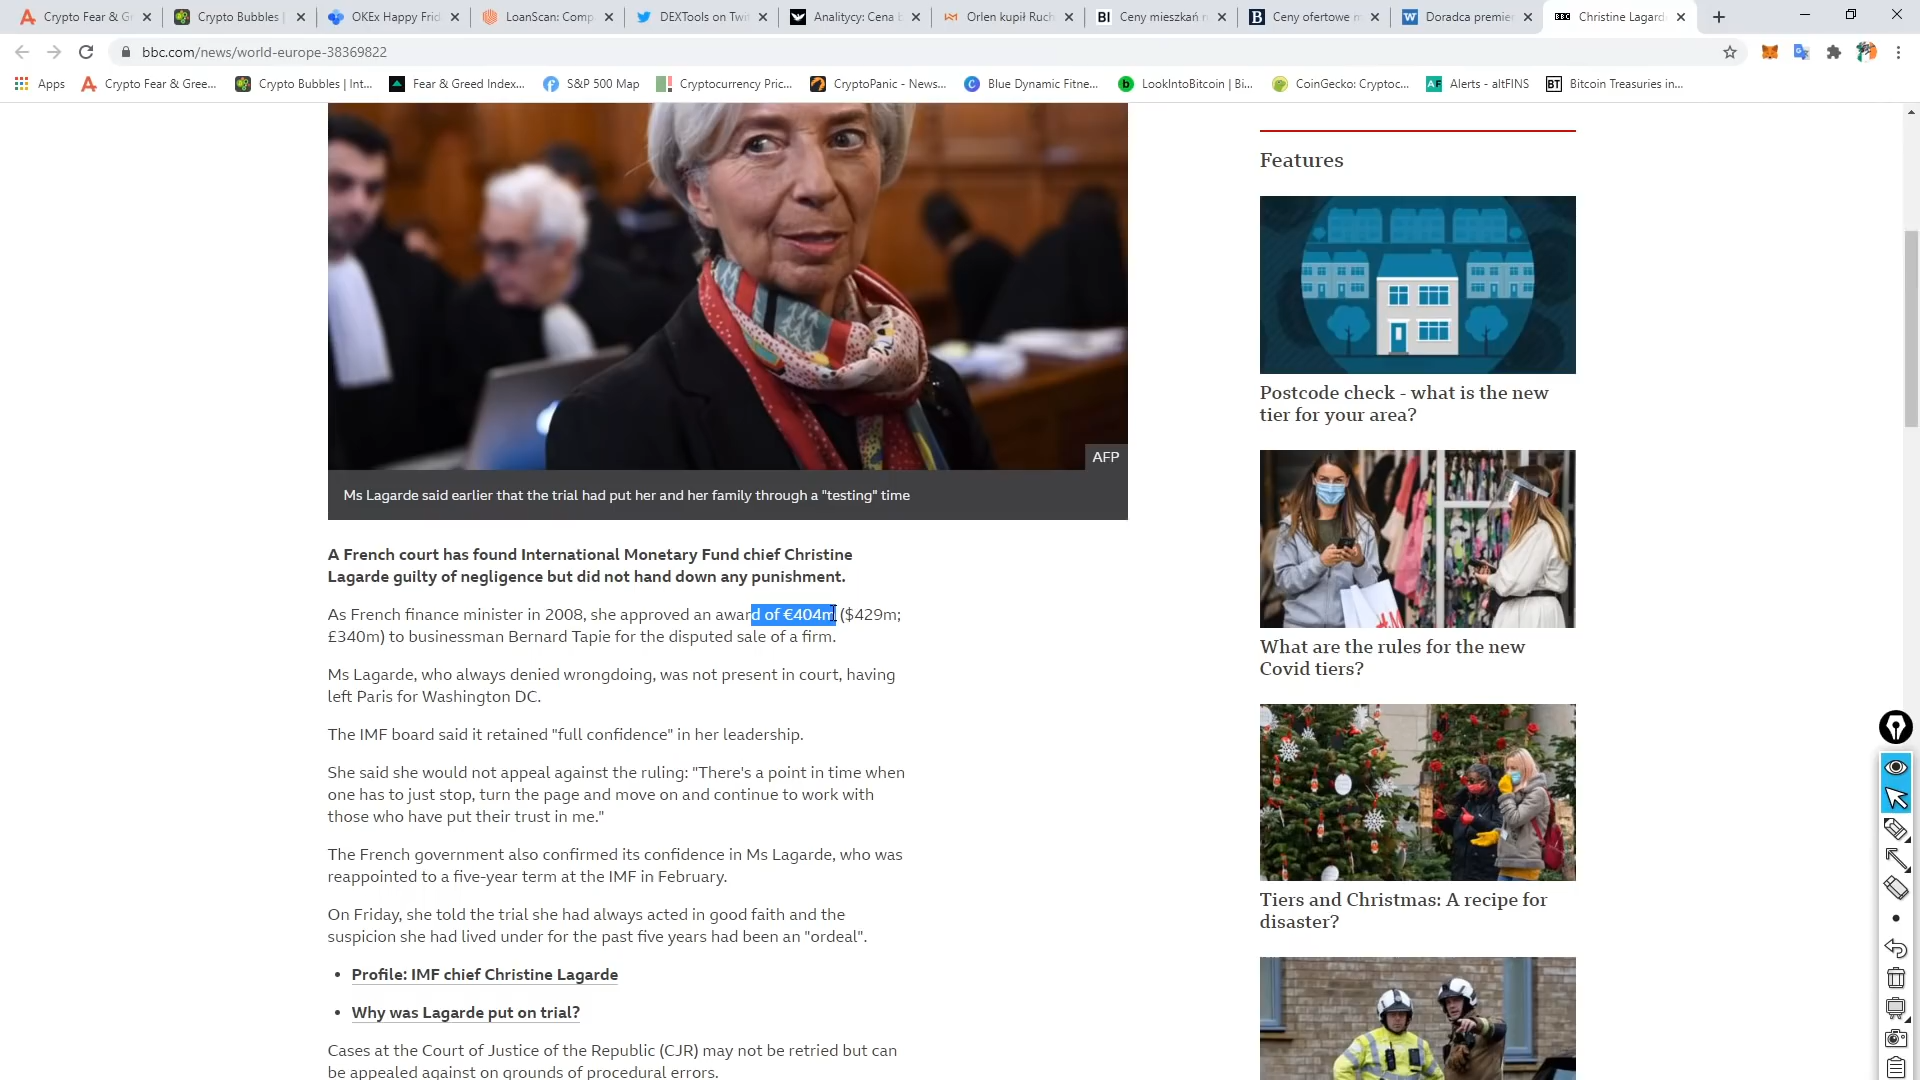 Crypto Fear & Gr
Crypto Bubbles |
OKEx Happy Frid
LoanScan: Comp
DEXTools on Twi
Analitycy: Cena b
Orlen kupił Ruch
Ceny mieszkań n
Ceny ofertowe m
Doradca premie
Christine Lagard
bbc.com/news/world-europe-38369822
Apps
Crypto Fear & Gree...
Crypto Bubbles | Int...
Fear & Greed Index...
S&P 500 Map
Cryptocurrency Pric...
CryptoPanic - News...
Blue Dynamic Fitne...
LookIntoBitcoin | Bi...
CoinGecko: Cryptoc...
Alerts - altFINS
Bitcoin Treasuries in...
AFP
Ms Lagarde said earlier that the trial had put her and her family through a "testing" time
A French court has found International Monetary Fund chief Christine
Lagarde guilty of negligence but did not hand down any punishment.
As French finance minister in 2008, she approved an award of €404m ($429m;
£340m) to businessman Bernard Tapie for the disputed sale of a firm.
Ms Lagarde, who always denied wrongdoing, was not present in court, having
left Paris for Washington DC.
The IMF board said it retained "full confidence" in her leadership.
She said she would not appeal against the ruling: "There's a point in time when
one has to just stop, turn the page and move on and continue to work with
those who have put their trust in me."
The French government also confirmed its confidence in Ms Lagarde, who was
reappointed to a five-year term at the IMF in February.
On Friday, she told the trial she had always acted in good faith and the
suspicion she had lived under for the past five years had been an "ordeal".
• Profile: IMF chief Christine Lagarde
• Why was Lagarde put on trial?
Cases at the Court of Justice of the Republic (CJR) may not be retried but can
be appealed against on grounds of procedural errors.
Features
Postcode check - what is the new
tier for your area?
What are the rules for the new
Covid tiers?
Tiers and Christmas: A recipe for
disaster?